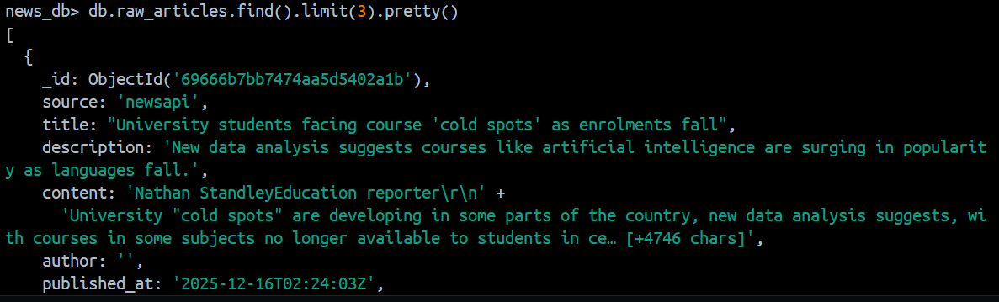 news_db> db.raw_articles.find().limit(3).pretty()
[
  {
    _id: ObjectId('69666b7bb7474aa5d5402a1b'),
    source: 'newsapi',
    title: "University students facing course 'cold spots' as enrolments fall",
    description: 'New data analysis suggests courses like artificial intelligence are surging in popularit
y as languages fall.',
    content: 'Nathan StandleyEducation reporter\r\n' +
      'University "cold spots" are developing in some parts of the country, new data analysis suggests, wi
th courses in some subjects no longer available to students in ce… [+4746 chars]',
    author: '',
    published_at: '2025-12-16T02:24:03Z',